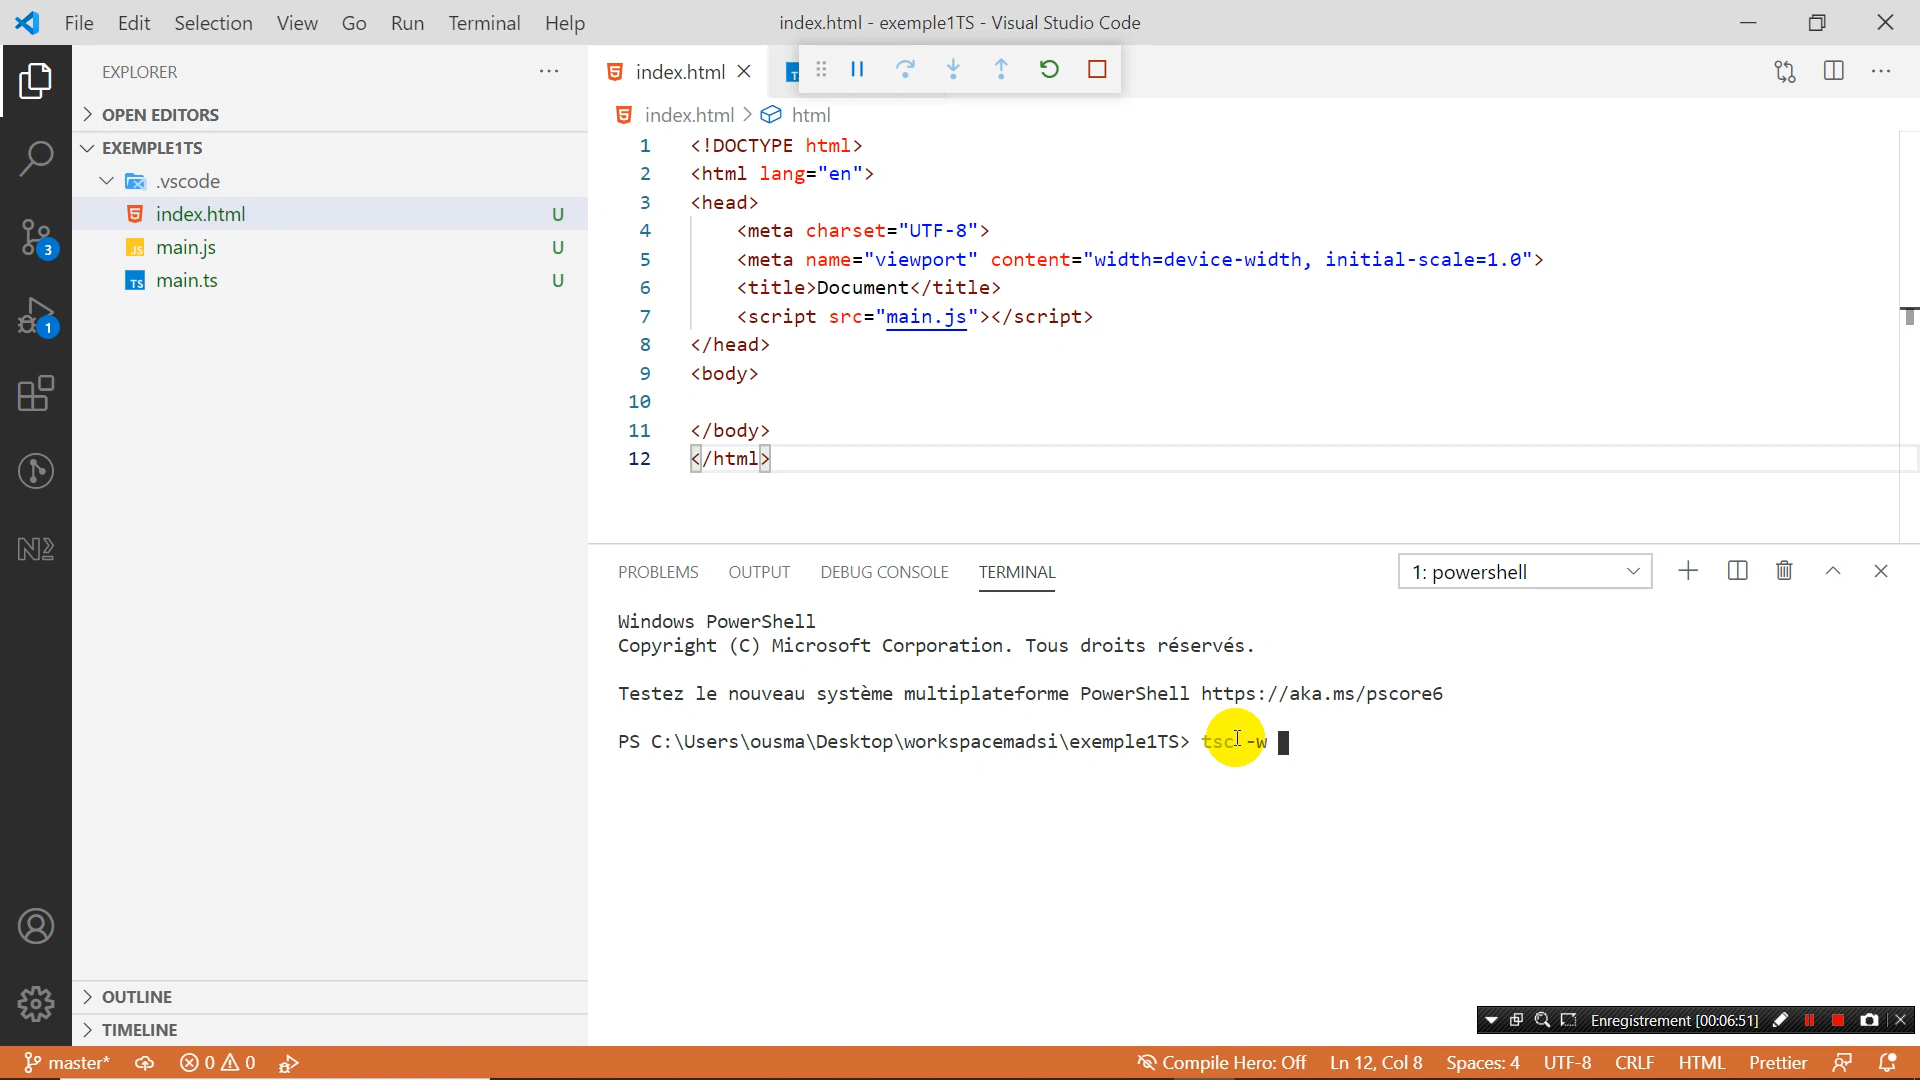 File Edit Selection View Go Run Terminal Help
index.html - exemple1TS - Visual Studio Code
EXPLORER
OPEN EDITORS
EXEMPLE1TS
.vscode
index.html U
JS main.js U
TS main.ts U
3
1
OUTLINE
TIMELINE
index.html
index.html > html
1 <!DOCTYPE html>
2 <html lang="en">
3 <head>
4 <meta charset="UTF-8">
5 <meta name="viewport" content="width=device-width, initial-scale=1.0">
6 <title>Document</title>
7 <script src="main.js"></script>
8 </head>
9 <body>
10
11 </body>
12 </html>
PROBLEMS OUTPUT DEBUG CONSOLE TERMINAL
1: powershell
Windows PowerShell
Copyright (C) Microsoft Corporation. Tous droits réservés.
Testez le nouveau système multiplateforme PowerShell https://aka.ms/pscore6
PS C:\Users\ousma\Desktop\workspacemadsi\exemple1TS> tsc -w
Enregistrement [00:06:51]
master* 0 0
Compile Hero: Off Ln 12, Col 8 Spaces: 4 UTF-8 CRLF HTML Prettier